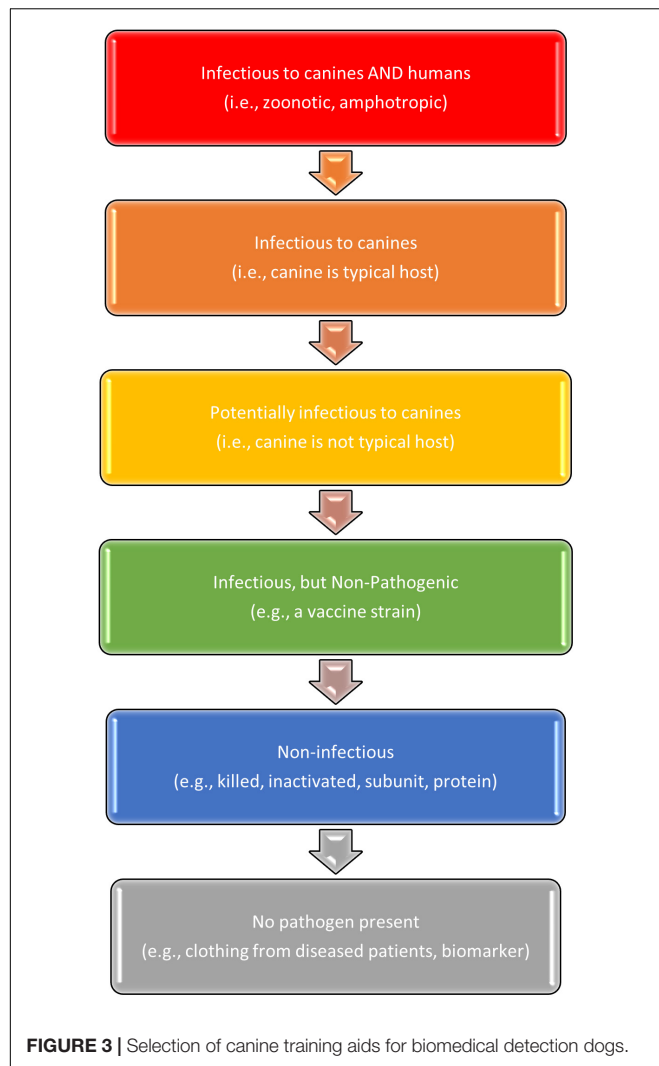 Infectious to canines AND humans
(i.e., zoonotic, amphotropic)
Infectious to canines
(i.e., canine is typical host)
Potentially infectious to canines
(i.e., canine is not typical host)
Infectious, but Non-Pathogenic
(e.g., a vaccine strain)
Non-infectious
(e.g., killed, inactivated, subunit, protein)
No pathogen present
(e.g., clothing from diseased patients, biomarker)
FIGURE 3 | Selection of canine training aids for biomedical detection dogs.